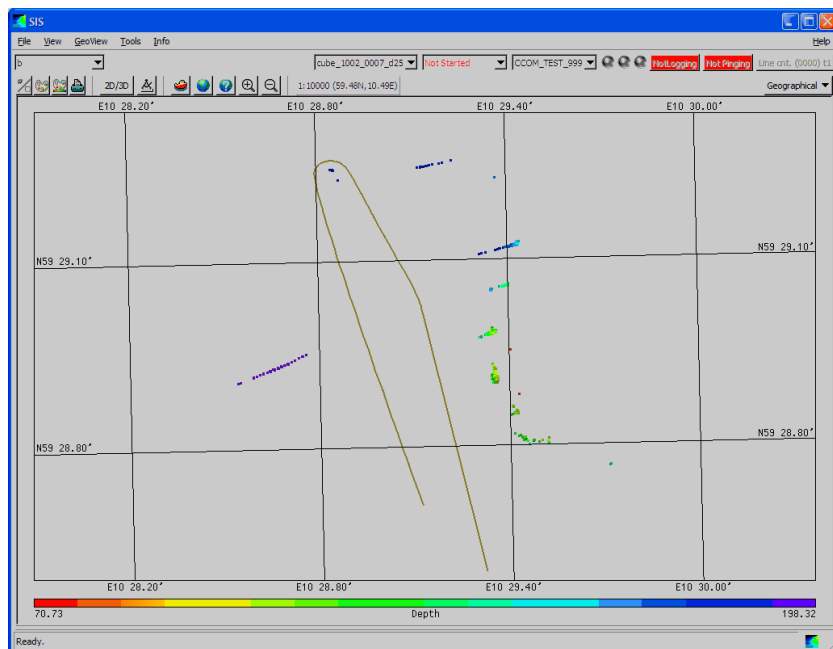 SIS
File View GeoView Tools Info Help
b cube_1002_0007_d25 Not Started CCOM_TEST_999 NotLogging Not Pinging Line cnt. (0000) t1
2D/3D 1:10000 (59.48N,10.49E) Geographical
E10 28.20' E10 28.80' E10 29.40' E10 30.00'
N59 29.10' N59 29.10'
N59 28.80' N59 28.80'
E10 28.20' E10 28.80' E10 29.40' E10 30.00'
70.73 Depth 198.32
Ready.